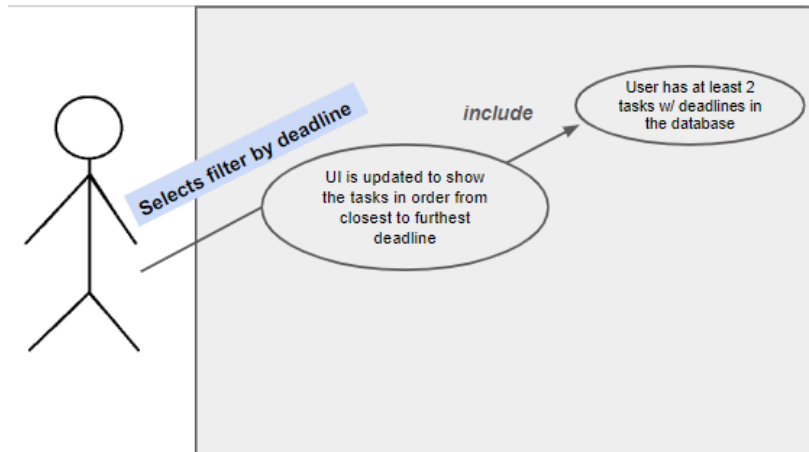 Selects filter by deadline
include
User has at least 2
tasks w/ deadlines in
the database
UI is updated to show
the tasks in order from
closest to furthest
deadline